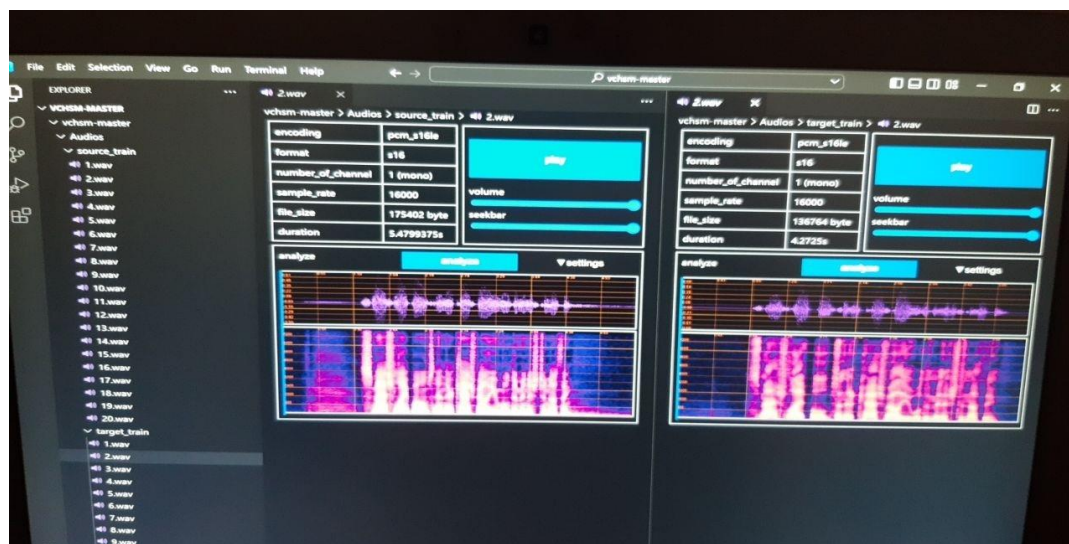 File Edit Selection View Go Run Terminal Help
vchsm-master
EXPLORER
VCHSM-MASTER
vchsm-master
Audios
source_train
1.wav
2.wav
3.wav
4.wav
5.wav
6.wav
7.wav
8.wav
9.wav
10.wav
11.wav
12.wav
13.wav
14.wav
15.wav
16.wav
17.wav
18.wav
19.wav
20.wav
target_train
1.wav
2.wav
3.wav
4.wav
5.wav
6.wav
7.wav
8.wav
9.wav
2.wav
vchsm-master > Audios > source_train > 2.wav
encoding pcm_s16le
format s16
number_of_channel 1 (mono)
sample_rate 16000
file_size 175402 byte
duration 5.4799375s
play
volume
seekbar
analyze analyze ▼settings
2.wav
vchsm-master > Audios > target_train > 2.wav
encoding pcm_s16le
format s16
number_of_channel 1 (mono)
sample_rate 16000
file_size 136764 byte
duration 4.2725s
play
volume
seekbar
analyze analyze ▼settings